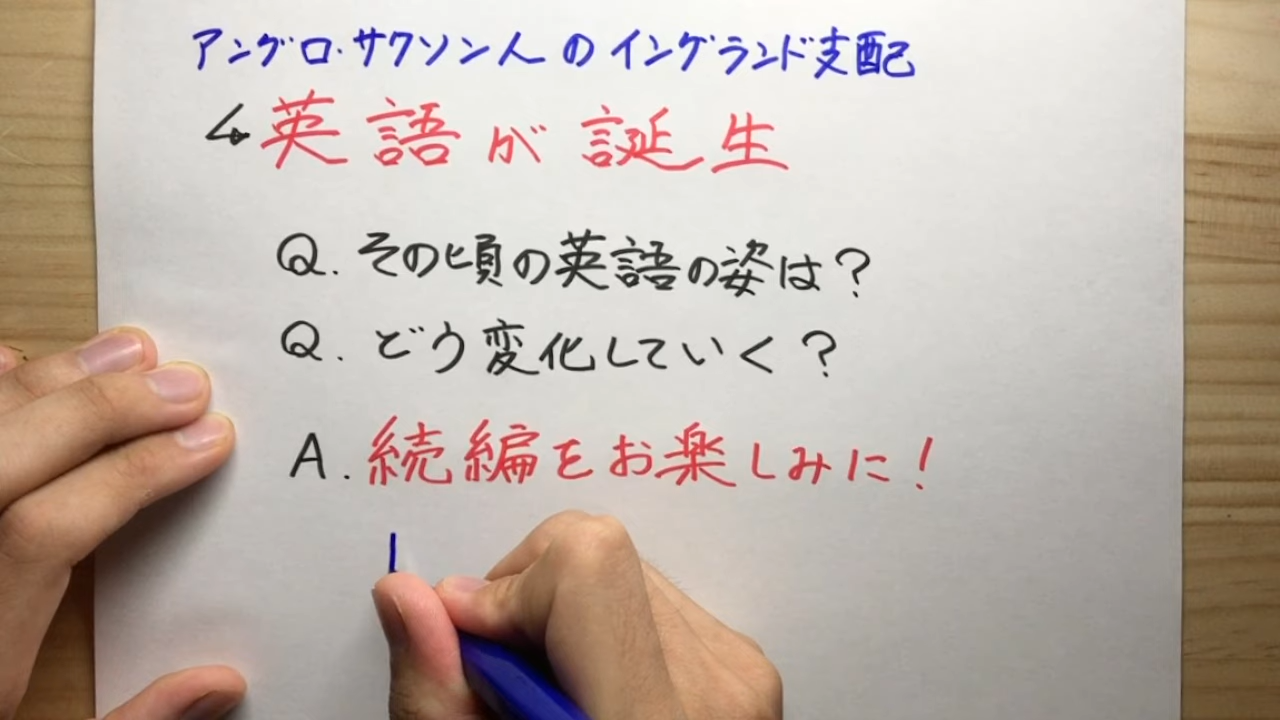 アングロ・サクソン人のイングランド支配
↳英語が誕生
Q. その頃の英語の姿は?
Q. どう変化していく?
A. 続編をお楽しみに!